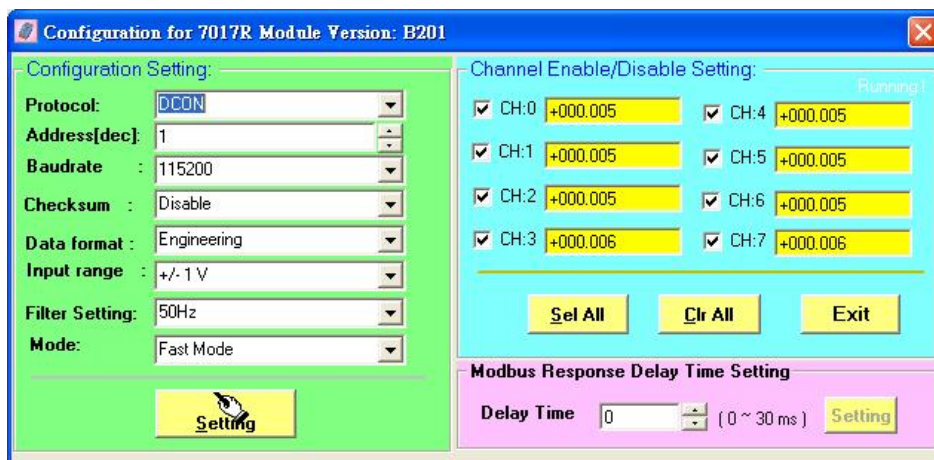 Configuration for 7017R Module Version: B201
Configuration Setting:
Protocol: DCON
Address[dec]: 1
Baudrate : 115200
Checksum : Disable
Data format : Engineering
Input range : +/- 1 V
Filter Setting: 50Hz
Mode: Fast Mode
Setting
Channel Enable/Disable Setting:
Running !
CH:0 +000.005 CH:4 +000.005
CH:1 +000.005 CH:5 +000.005
CH:2 +000.005 CH:6 +000.005
CH:3 +000.006 CH:7 +000.006
Sel All Clr All Exit
Modbus Response Delay Time Setting
Delay Time 0 ( 0 ~ 30 ms ) Setting